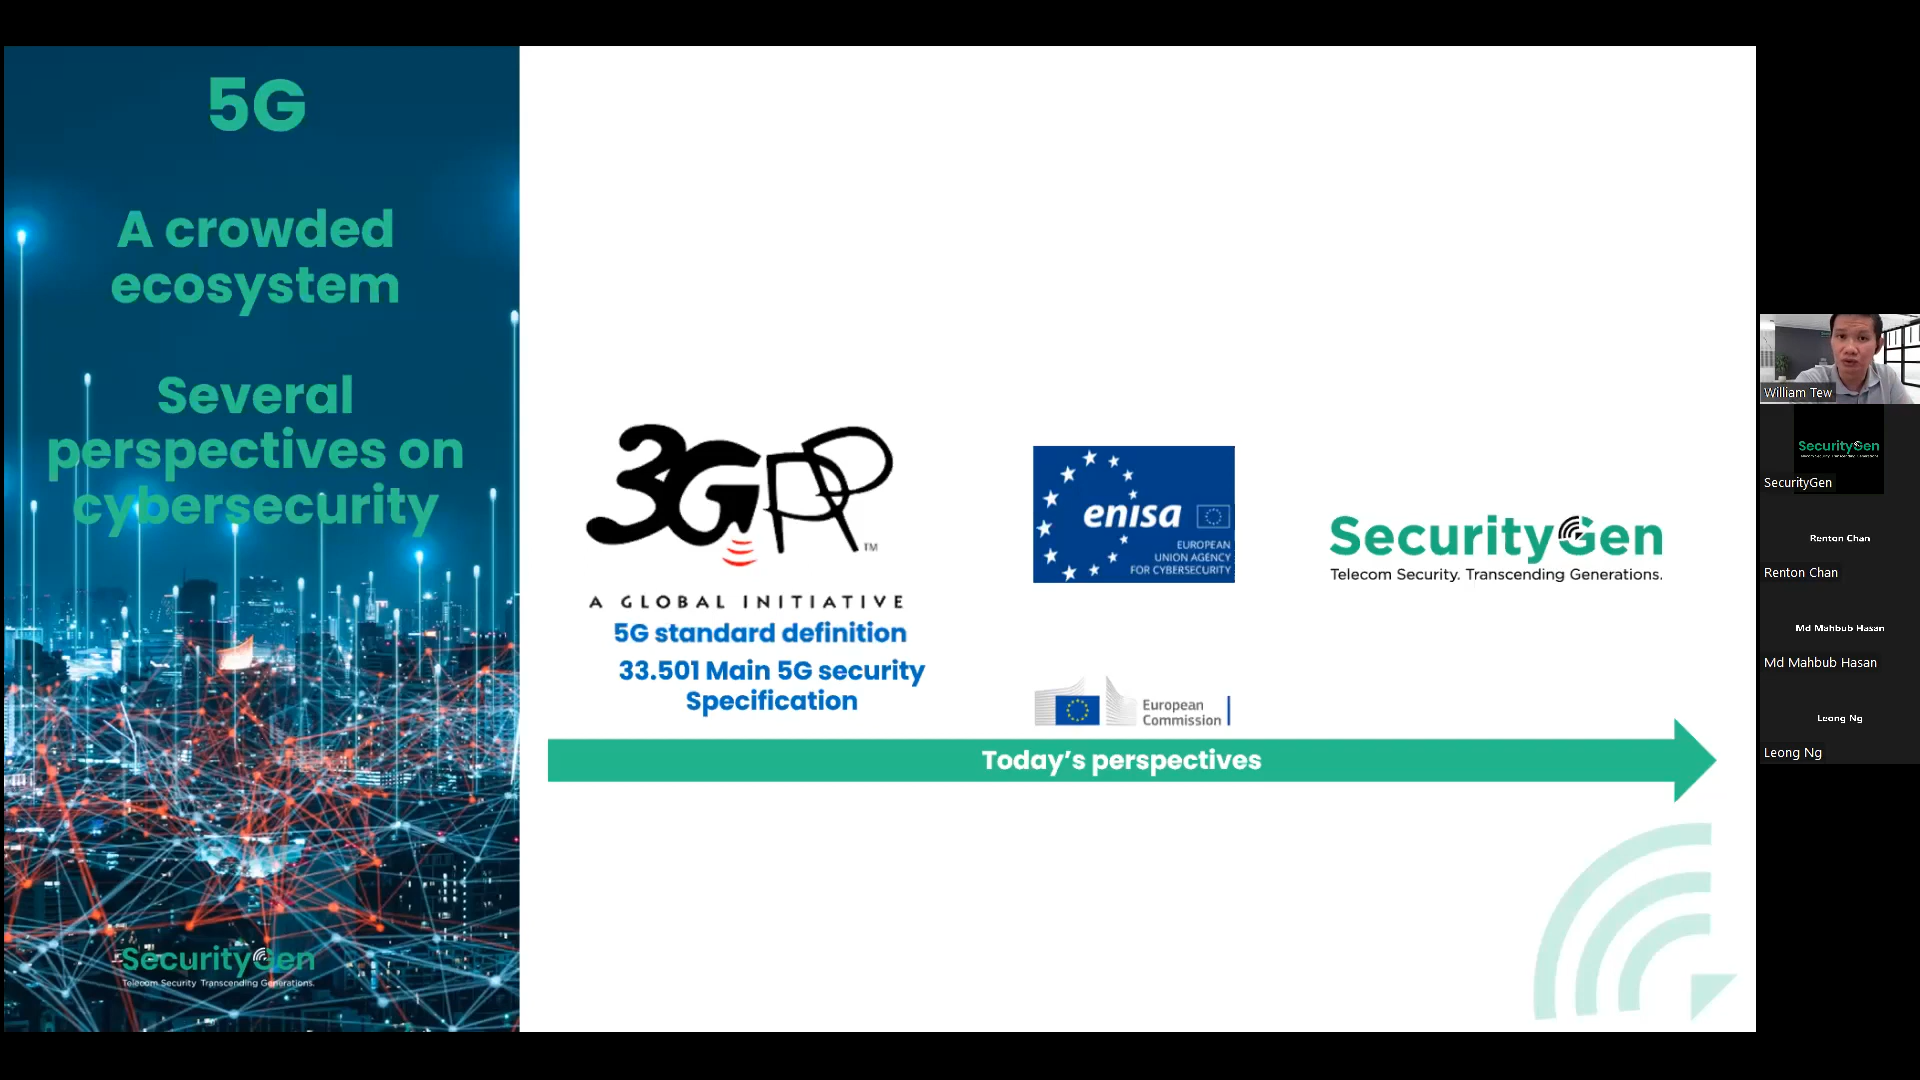 5G
A crowded
ecosystem
Several
perspectives on
cybersecurity
SecurityGen
Telecom Security. Transcending Generations.
3GPP
TM
A GLOBAL INITIATIVE
5G standard definition
33.501 Main 5G security
Specification
enisa
EUROPEAN
UNION AGENCY
FOR CYBERSECURITY
European
Commission
SecurityGen
Telecom Security. Transcending Generations.
Today's perspectives
William Tew
SecurityGen
SecurityGen
Renton Chan
Renton Chan
Md Mahbub Hasan
Md Mahbub Hasan
Leong Ng
Leong Ng